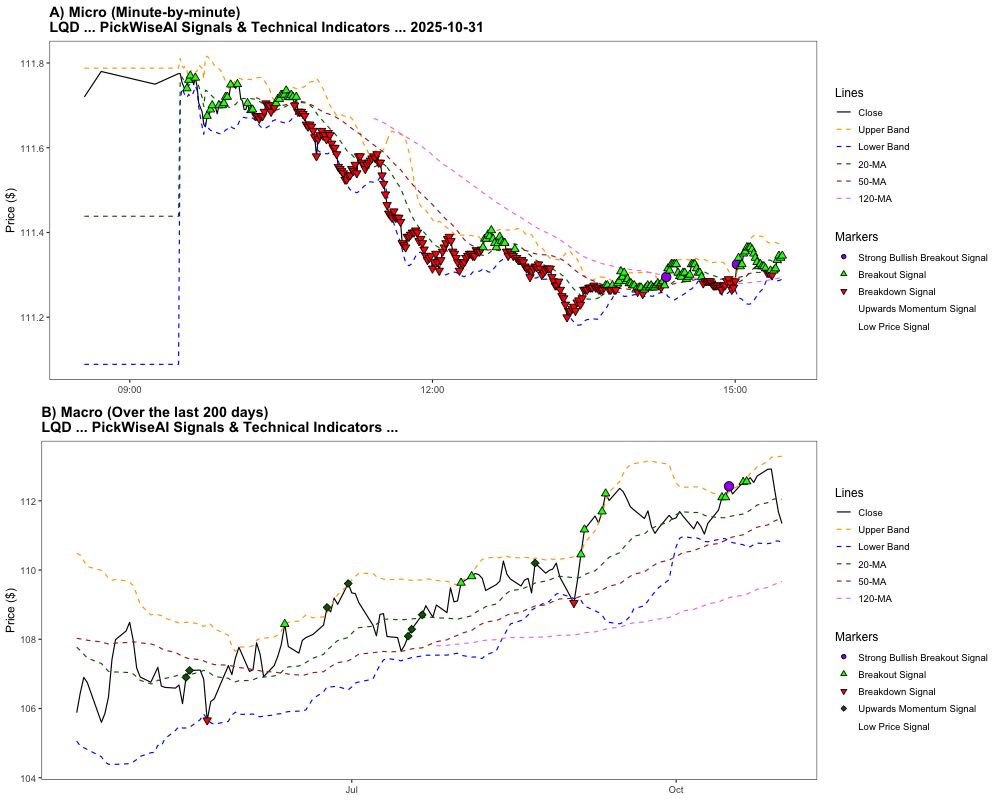 A) Micro (Minute-by-minute)
LQD ... PickWiseAI Signals & Technical Indicators ... 2025-10-31
Price ($)
111.8
111.6
111.4
111.2
09:00
12:00
15:00
Lines
Close
Upper Band
Lower Band
20-MA
50-MA
120-MA
Markers
Strong Bullish Breakout Signal
Breakout Signal
Breakdown Signal
Upwards Momentum Signal
Low Price Signal
B) Macro (Over the last 200 days)
LQD ... PickWiseAI Signals & Technical Indicators ...
Price ($)
112
110
108
106
104
Jul
Oct
Lines
Close
Upper Band
Lower Band
20-MA
50-MA
120-MA
Markers
Strong Bullish Breakout Signal
Breakout Signal
Breakdown Signal
Upwards Momentum Signal
Low Price Signal